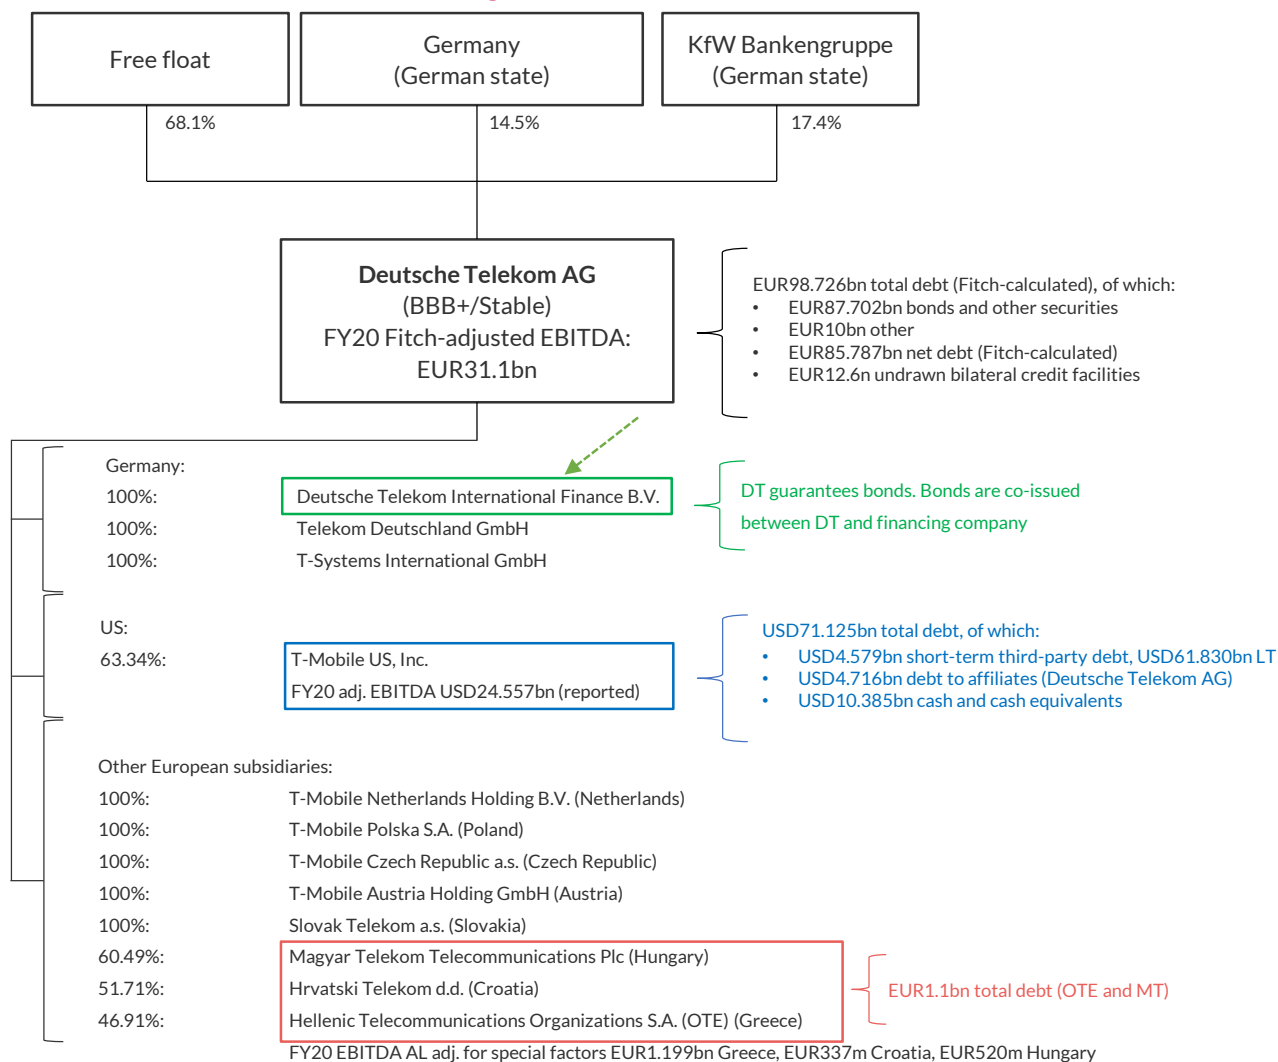 Free float
Germany
(German state)
KfW Bankengruppe
(German state)
68.1%
14.5%
17.4%
Deutsche Telekom AG
(BBB+/Stable)
FY20 Fitch-adjusted EBITDA:
EUR31.1bn
EUR98.726bn total debt (Fitch-calculated), of which:
• EUR87.702bn bonds and other securities
• EUR10bn other
• EUR85.787bn net debt (Fitch-calculated)
• EUR12.6n undrawn bilateral credit facilities
Germany:
100%: Deutsche Telekom International Finance B.V.
100%: Telekom Deutschland GmbH
100%: T-Systems International GmbH
DT guarantees bonds. Bonds are co-issued
between DT and financing company
US:
63.34%: T-Mobile US, Inc.
FY20 adj. EBITDA USD24.557bn (reported)
USD71.125bn total debt, of which:
• USD4.579bn short-term third-party debt, USD61.830bn LT
• USD4.716bn debt to affiliates (Deutsche Telekom AG)
• USD10.385bn cash and cash equivalents
Other European subsidiaries:
100%: T-Mobile Netherlands Holding B.V. (Netherlands)
100%: T-Mobile Polska S.A. (Poland)
100%: T-Mobile Czech Republic a.s. (Czech Republic)
100%: T-Mobile Austria Holding GmbH (Austria)
100%: Slovak Telekom a.s. (Slovakia)
60.49%: Magyar Telekom Telecommunications Plc (Hungary)
51.71%: Hrvatski Telekom d.d. (Croatia)
46.91%: Hellenic Telecommunications Organizations S.A. (OTE) (Greece)
EUR1.1bn total debt (OTE and MT)
FY20 EBITDA AL adj. for special factors EUR1.199bn Greece, EUR337m Croatia, EUR520m Hungary